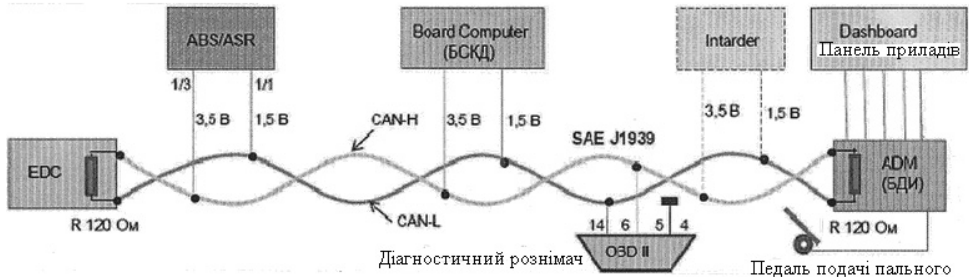 ABS/ASR
Board Computer
(БСКД)
Intarder
Dashboard
Панель приладів
1/3
1/1
3,5 В
1,5 В
CAN-H
3,5 В
1,5 В
SAE J1939
3,5 В
1,5 В
EDC
ADM
(БДИ)
R 120 Ом
CAN-L
14
6
5
4
R 120 Ом
Діагностичний рознімач
ОЗD II
Педаль подачі пального